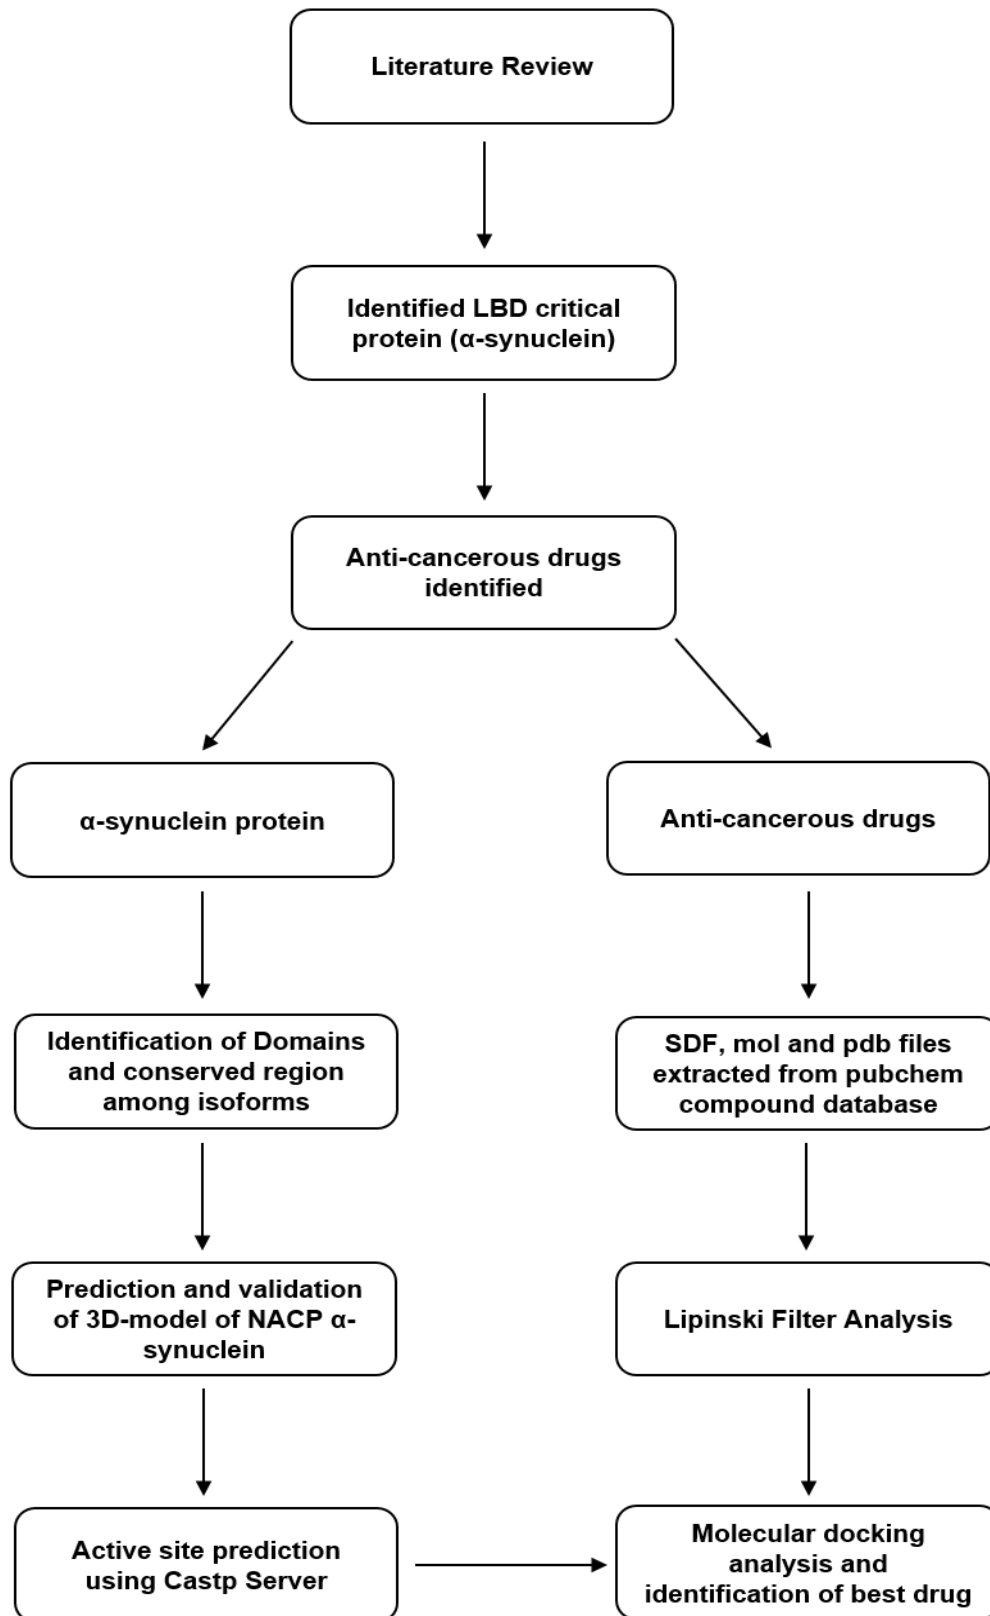 Literature Review
Identified LBD critical
protein (α-synuclein)
Anti-cancerous drugs
identified
α-synuclein protein
Anti-cancerous drugs
Identification of Domains
and conserved region
among isoforms
SDF, mol and pdb files
extracted from pubchem
compound database
Prediction and validation
of 3D-model of NACP α-
synuclein
Lipinski Filter Analysis
Active site prediction
using Castp Server
Molecular docking
analysis and
identification of best drug